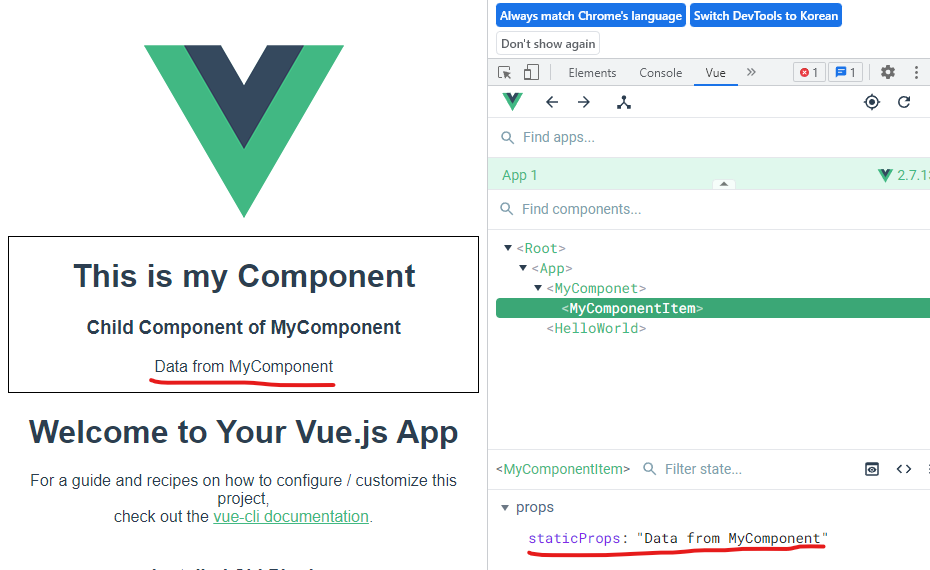 This is my Component
Child Component of MyComponent
Data from MyComponent
Welcome to Your Vue.js App
For a guide and recipes on how to configure / customize this
project,
check out the vue-cli documentation.
Always match Chrome's language
Switch DevTools to Korean
Don't show again
Elements
Console
Vue
1
1
Find apps...
App 1
2.7.1
Find components...
<Root>
<App>
<MyComponet>
<MyComponentItem>
<HelloWorld>
<MyComponentItem>
Filter state...
props
staticProps: "Data from MyComponent"